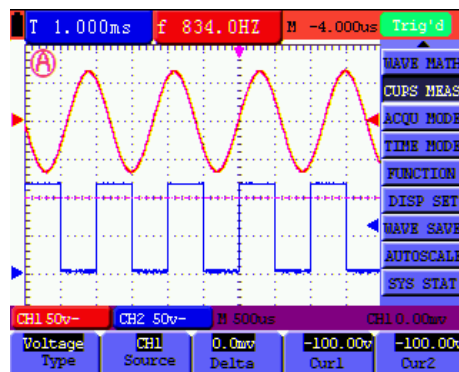 T 1.000ms f 834.0HZ M -4.000us Trig'd
A
WAVE MATH
CUPS MEAS
ACQU MODE
TIME MODE
FUNCTION
DISP SET
WAVE SAVE
AUTOSCALE
SYS STAT
CH1 50v- CH2 50v- M 500us CH1 0.00mv
Voltage CH1 0.0mv -100.00v -100.00v
Type Source Delta Cur1 Cur2